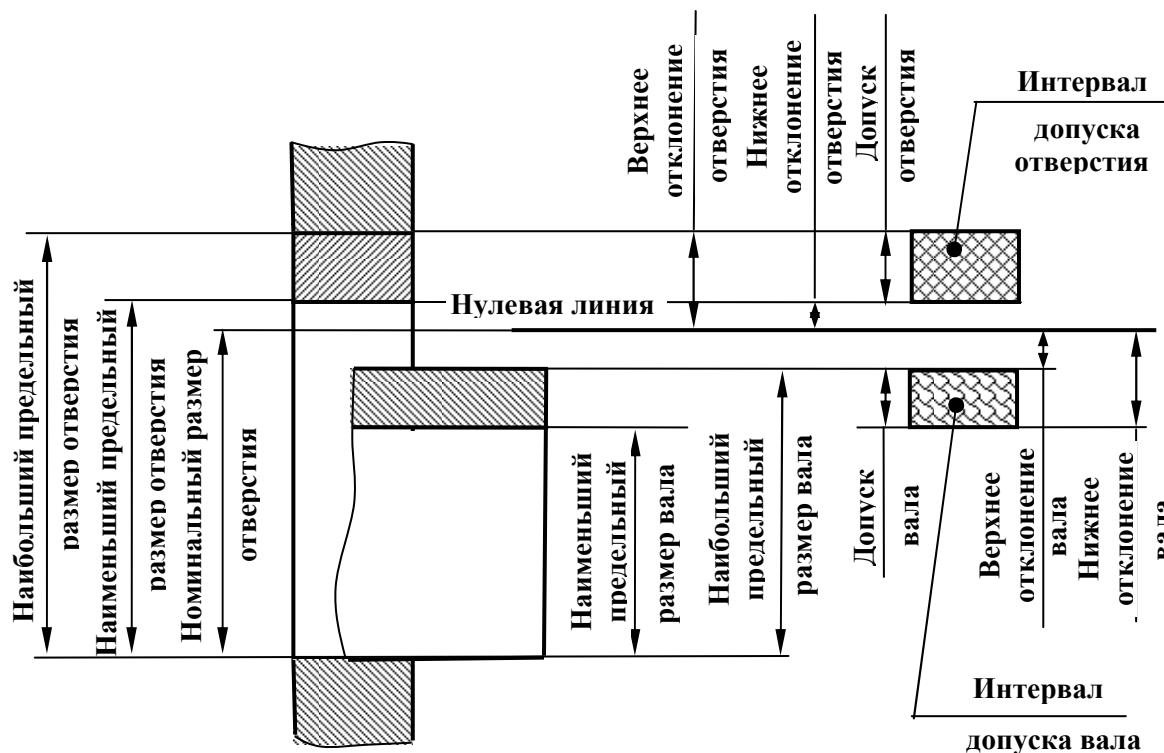 Наибольший предельный
размер отверстия
Наименьший предельный
размер отверстия
Номинальный размер
отверстия
Нулевая линия
Верхнее
отклонение
отверстия
Нижнее
отклонение
отверстия
Допуск
отверстия
Интервал
допуска
отверстия
Наименьший
предельный
размер вала
Наибольший
предельный
размер вала
Допуск
вала
Верхнее
отклонение
вала
Нижнее
отклонение
вала
Интервал
допуска вала